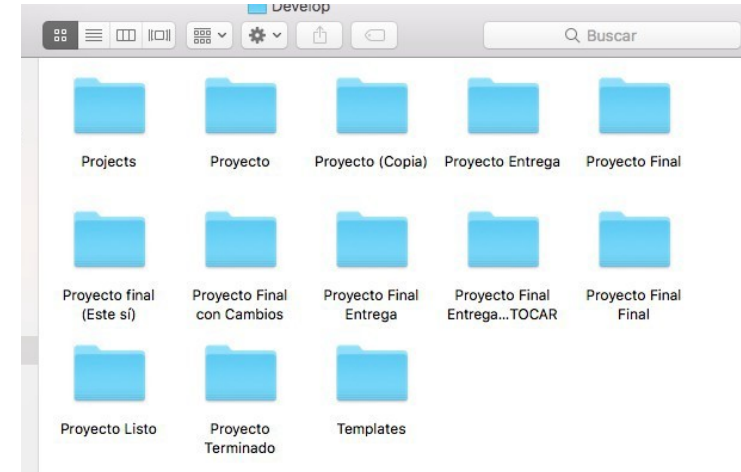 Develop
Buscar
Projects
Proyecto
Proyecto (Copia)
Proyecto Entrega
Proyecto Final
Proyecto final
(Este sí)
Proyecto Final
con Cambios
Proyecto Final
Entrega
Proyecto Final
Entrega...TOCAR
Proyecto Final
Final
Proyecto Listo
Proyecto
Terminado
Templates